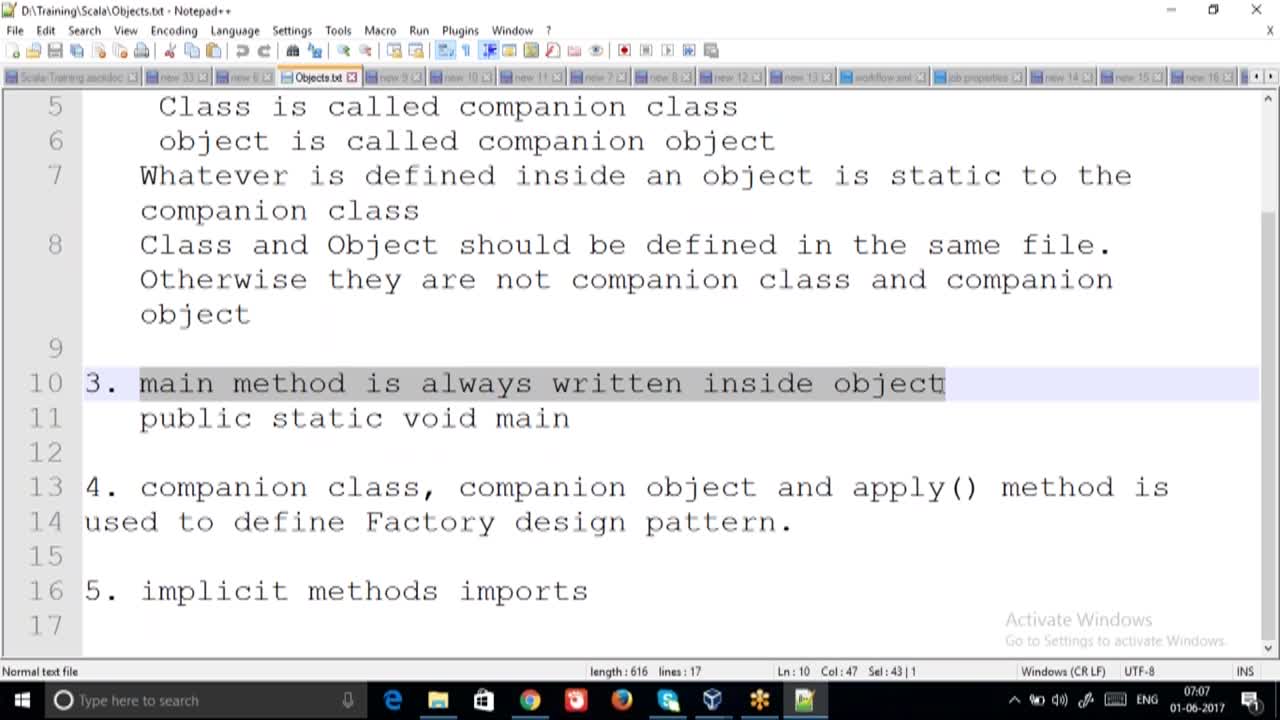 D:\Training\Scala\Objects.txt - Notepad++
File Edit Search View Encoding Language Settings Tools Macro Run Plugins Window ?
X
Scala-Training.asciidoc new 33 new 6 Objects.txt new 9 new 10 new 11 new 7 new 8 new new 13 workflow.xml job.properties new 14 new 15 new 16
5 Class is called companion class
6 object is called companion object
7 Whatever is defined inside an object is static to the
companion class
8 Class and Object should be defined in the same file.
Otherwise they are not companion class and companion
object
9
10 3. main method is always written inside object
11 public static void main
12
13 4. companion class, companion object and apply() method is
14 used to define Factory design pattern.
15
16 5. implicit methods imports
17
Activate Windows
Go to Settings to activate Windows.
Normal text file length : 616 lines : 17 Ln : 10 Col : 47 Sel : 43 | 1 Windows (CR LF) UTF-8 INS
Type here to search
ENG
07:07
01-06-2017